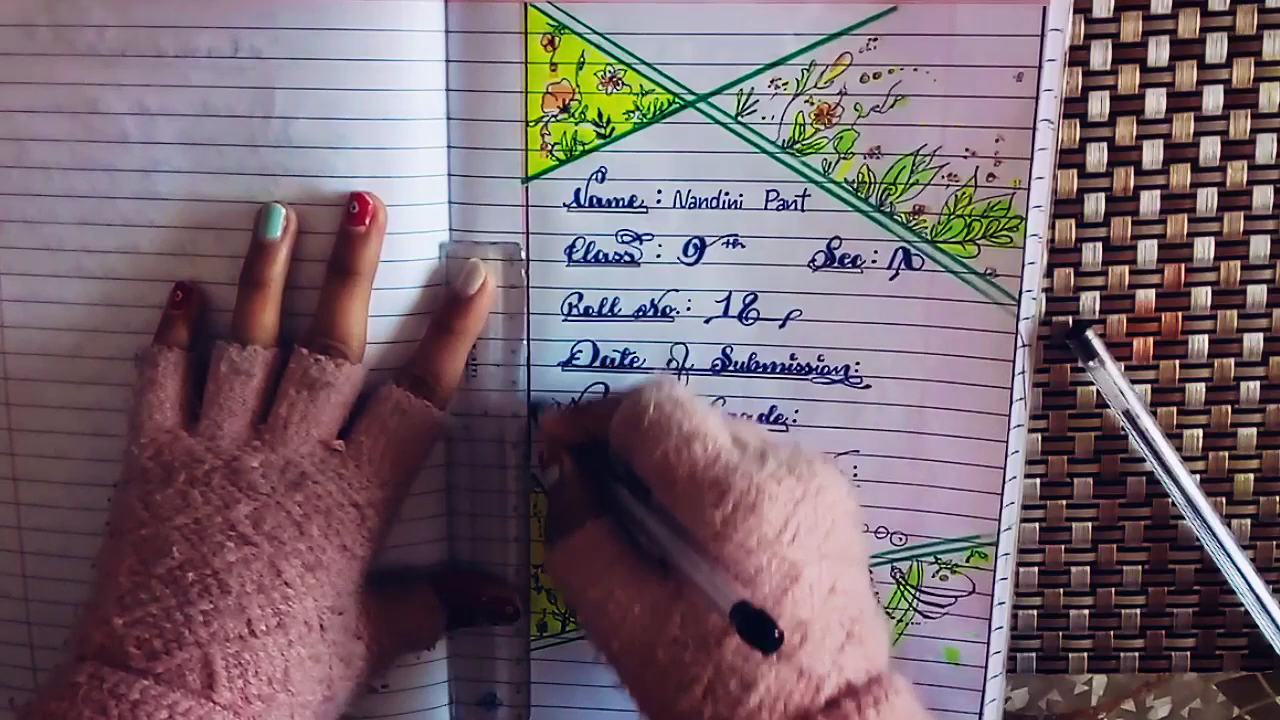 Name : Nandini Pant
Class : 9th Sec : A
Roll No. : 18
Date of Submission:
Grade: